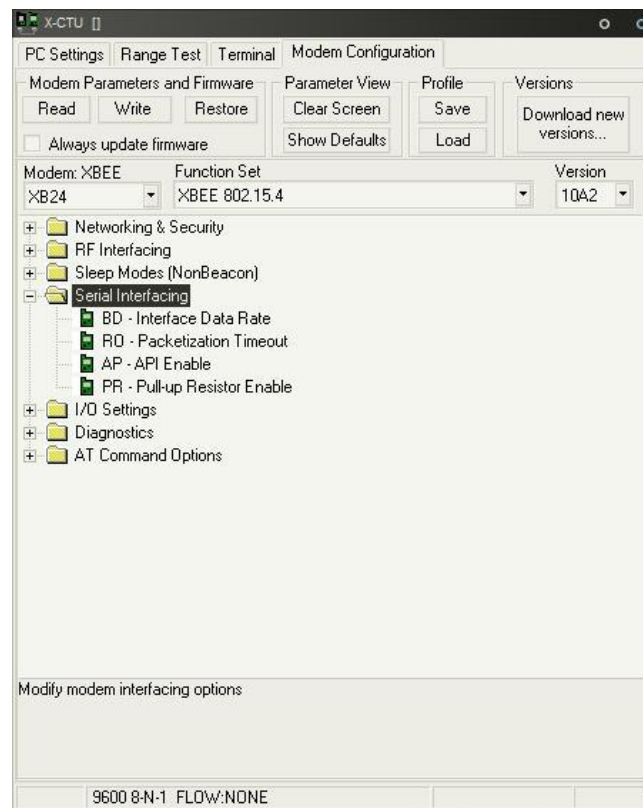 X-CTU []
PC Settings Range Test Terminal Modem Configuration
Modem Parameters and Firmware Parameter View Profile Versions
Read Write Restore Clear Screen Save Download new versions...
Always update firmware Show Defaults Load
Modem: XBEE Function Set Version
XB24 XBEE 802.15.4 10A2
Networking & Security
RF Interfacing
Sleep Modes (NonBeacon)
Serial Interfacing
BD - Interface Data Rate
RO - Packetization Timeout
AP - API Enable
PR - Pull-up Resistor Enable
I/O Settings
Diagnostics
AT Command Options
Modify modem interfacing options
9600 8-N-1 FLOW:NONE